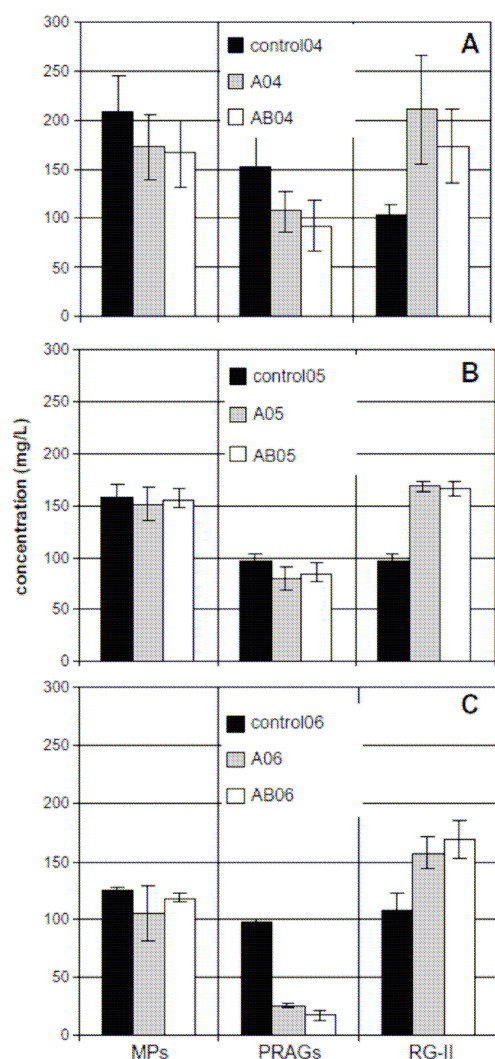 300
250
200
150
100
50
0
control04
A04
AB04
A
concentration (mg/L)
300
250
200
150
100
50
0
control05
A05
AB05
B
300
250
200
150
100
50
0
control06
A06
AB06
C
MPs PRAGs RG-II